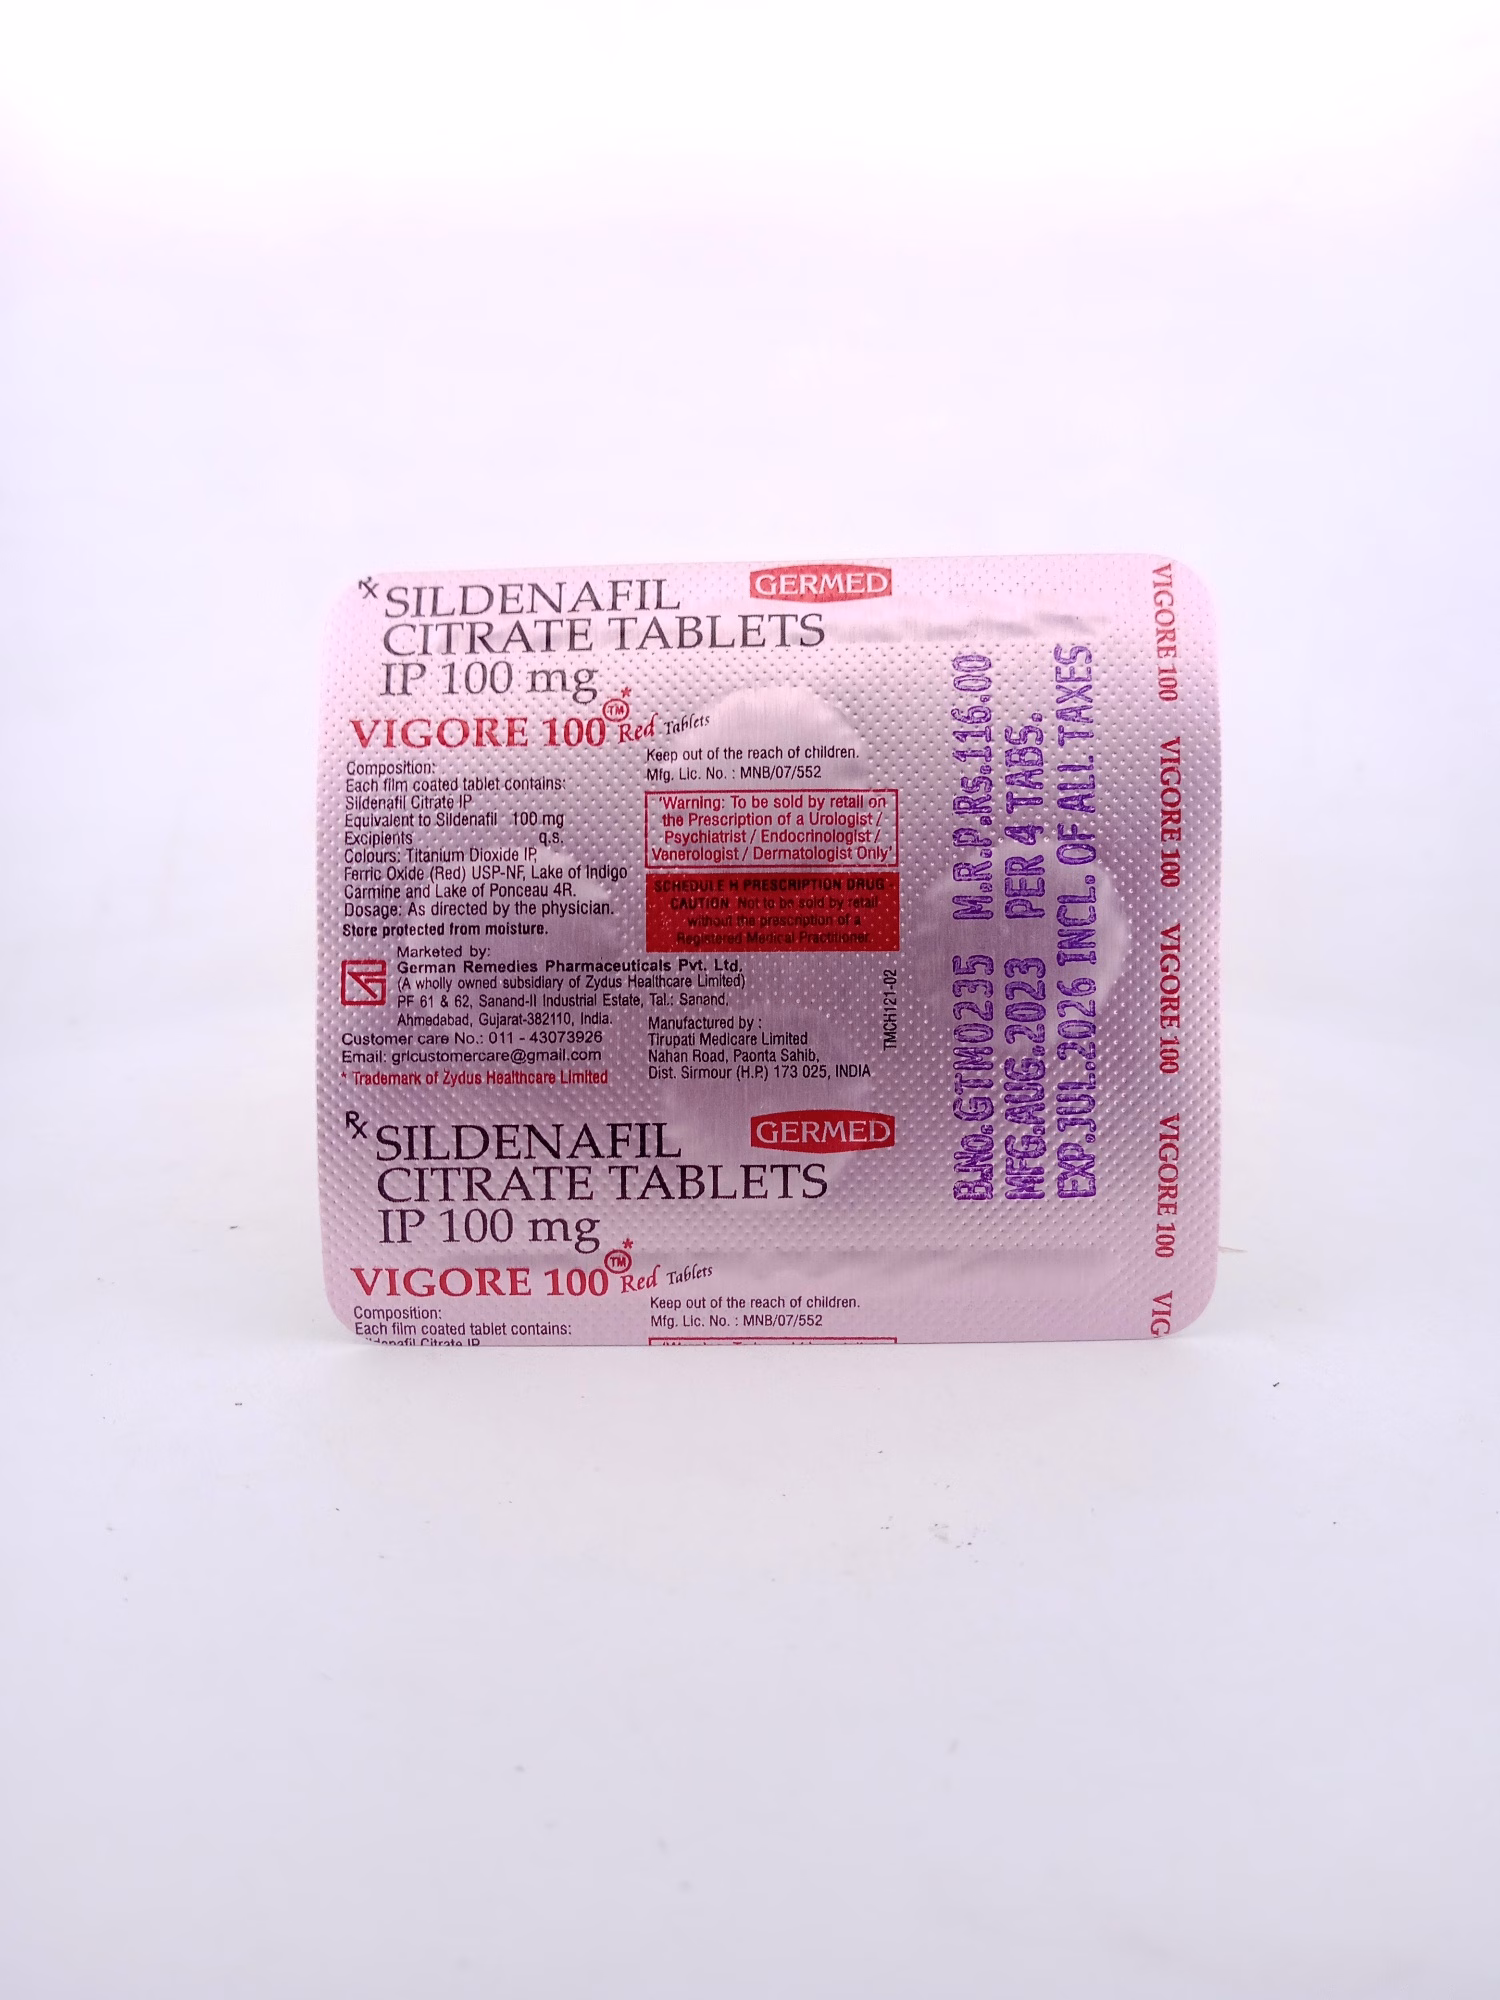 Rx SILDENAFIL
CITRATE TABLETS
IP 100 mg
GERMED
VIGORE 100 TM* Red Tablets
Composition:
Each film coated tablet contains:
Sildenafil Citrate IP
Equivalent to Sildenafil 100 mg
Excipients q.s.
Colours: Titanium Dioxide IP,
Ferric Oxide (Red) USP-NF, Lake of Indigo
Carmine and Lake of Ponceau 4R.
Dosage: As directed by the physician.
Store protected from moisture.
Keep out of the reach of children.
Mfg. Lic. No. : MNB/07/552
'Warning: To be sold by retail on
the Prescription of a Urologist /
Psychiatrist / Endocrinologist /
Venerologist / Dermatologist Only'
SCHEDULE H PRESCRIPTION DRUG
CAUTION Not to be sold by retail
without the prescription of a
Registered Medical Practitioner.
Marketed by:
German Remedies Pharmaceuticals Pvt. Ltd.
(A wholly owned subsidiary of Zydus Healthcare Limited)
PF 61 & 62, Sanand-II Industrial Estate, Tal.: Sanand,
Ahmedabad, Gujarat-382110, India.
Customer care No.: 011 - 43073926
Email: grlcustomercare@gmail.com
* Trademark of Zydus Healthcare Limited
Manufactured by :
Tirupati Medicare Limited
Nahan Road, Paonta Sahib,
Dist. Sirmour (H.P.) 173 025, INDIA
TMCH121-02
Rx SILDENAFIL
CITRATE TABLETS
IP 100 mg
GERMED
VIGORE 100 TM* Red Tablets
Composition:
Each film coated tablet contains:
Sildenafil Citrate IP
Keep out of the reach of children.
Mfg. Lic. No. : MNB/07/552
B.No.GTM0235 M.R.P.Rs.116.00
MFG.AUG.2023 PER 4 TABS.
EXP.JUL.2026 INCL. OF ALL TAXES
VIGORE 100
VIGORE 100
VIGORE 100
VIGORE 100
VIG